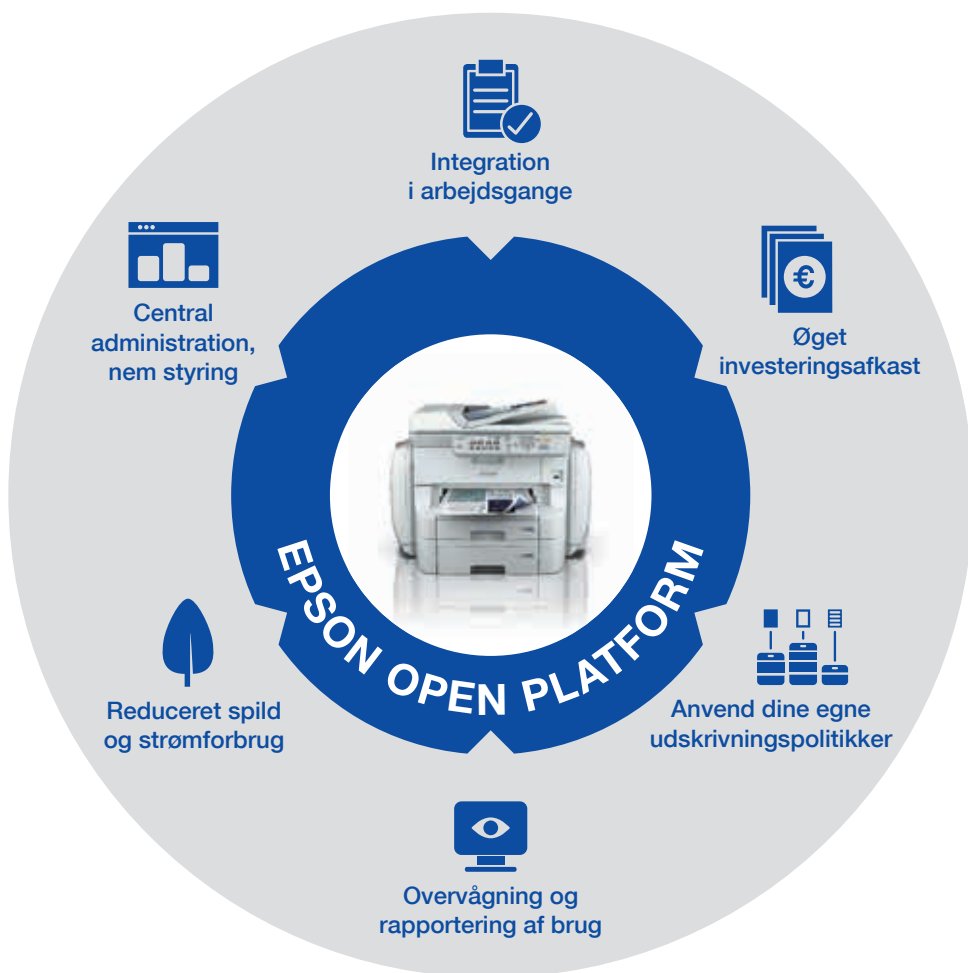 Integration
i arbejdsgange
Øget
investeringsafkast
Anvend dine egne
udskrivningspolitikker
Overvågning og
rapportering af brug
Reduceret spild
og strømforbrug
Central
administration,
nem styring
EPSON OPEN PLATFORM
€